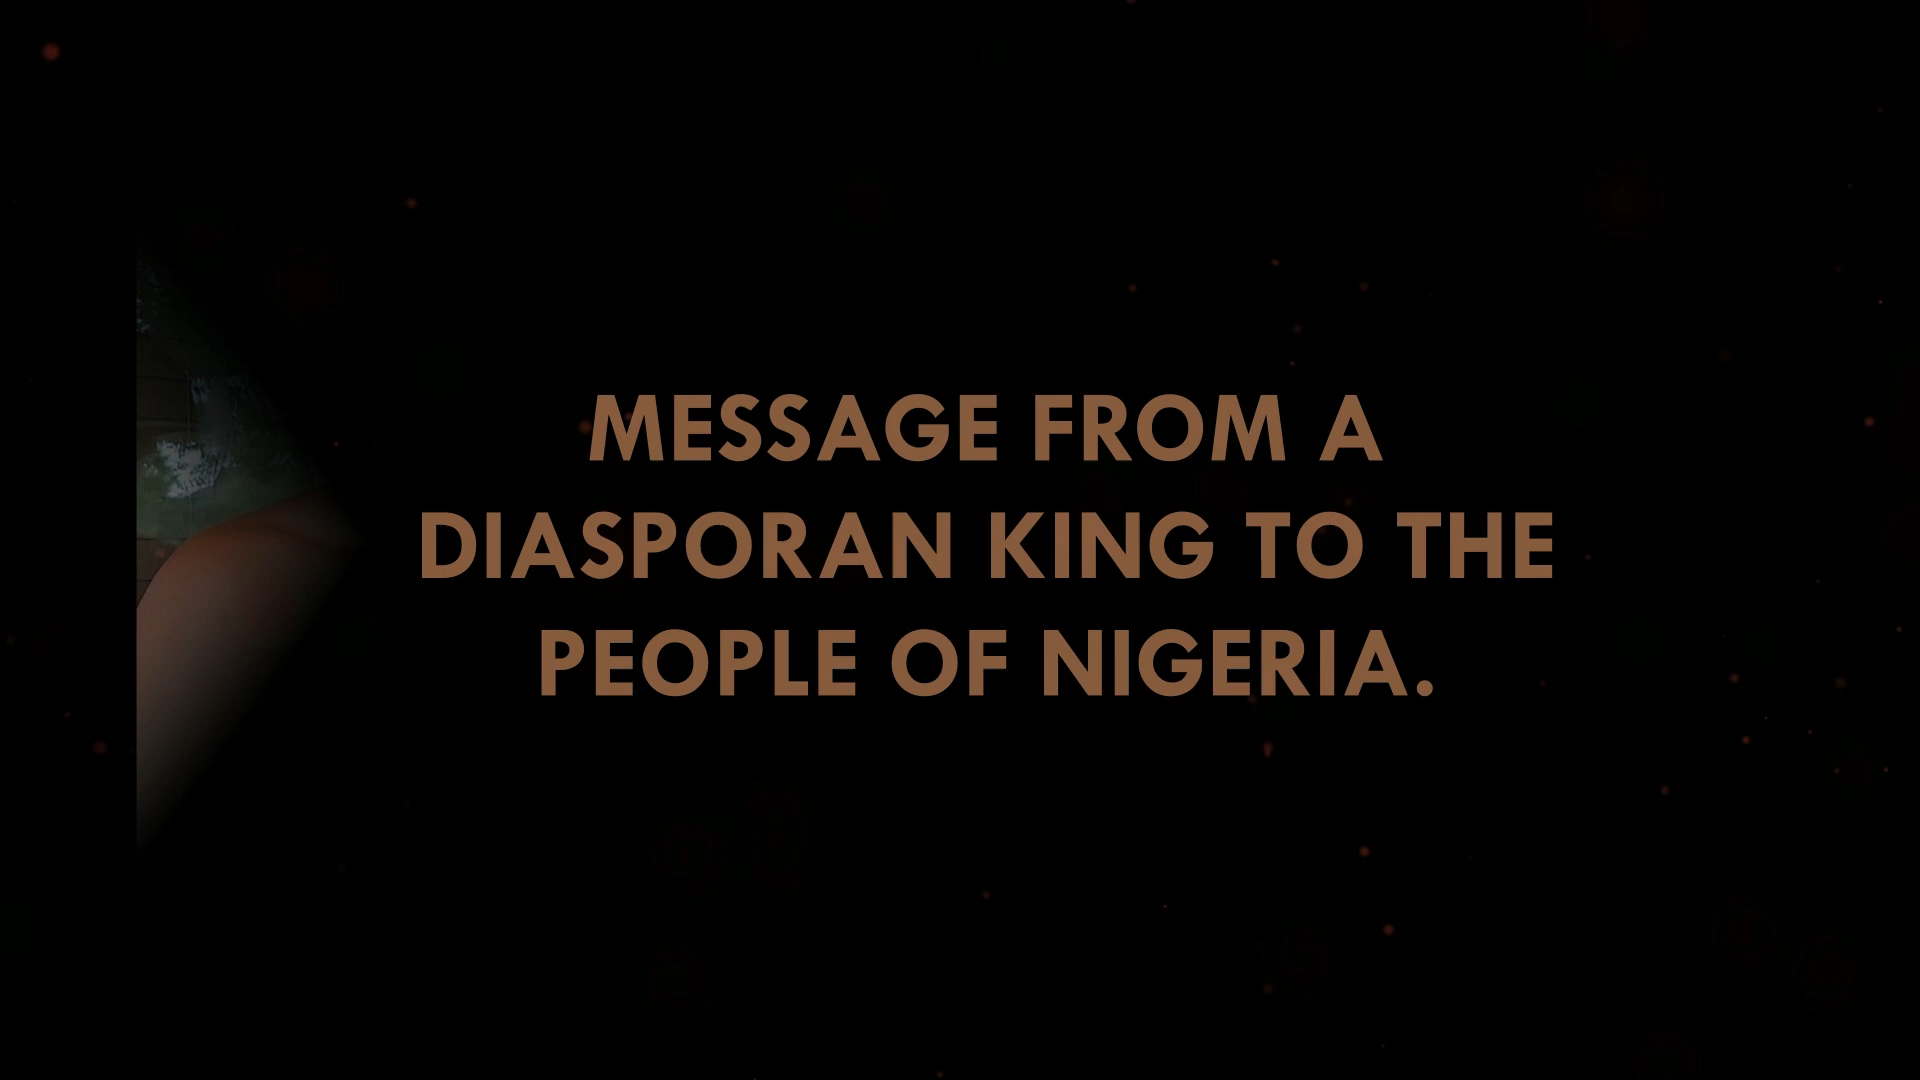 MESSAGE FROM A
DIASPORAN KING TO THE
PEOPLE OF NIGERIA.